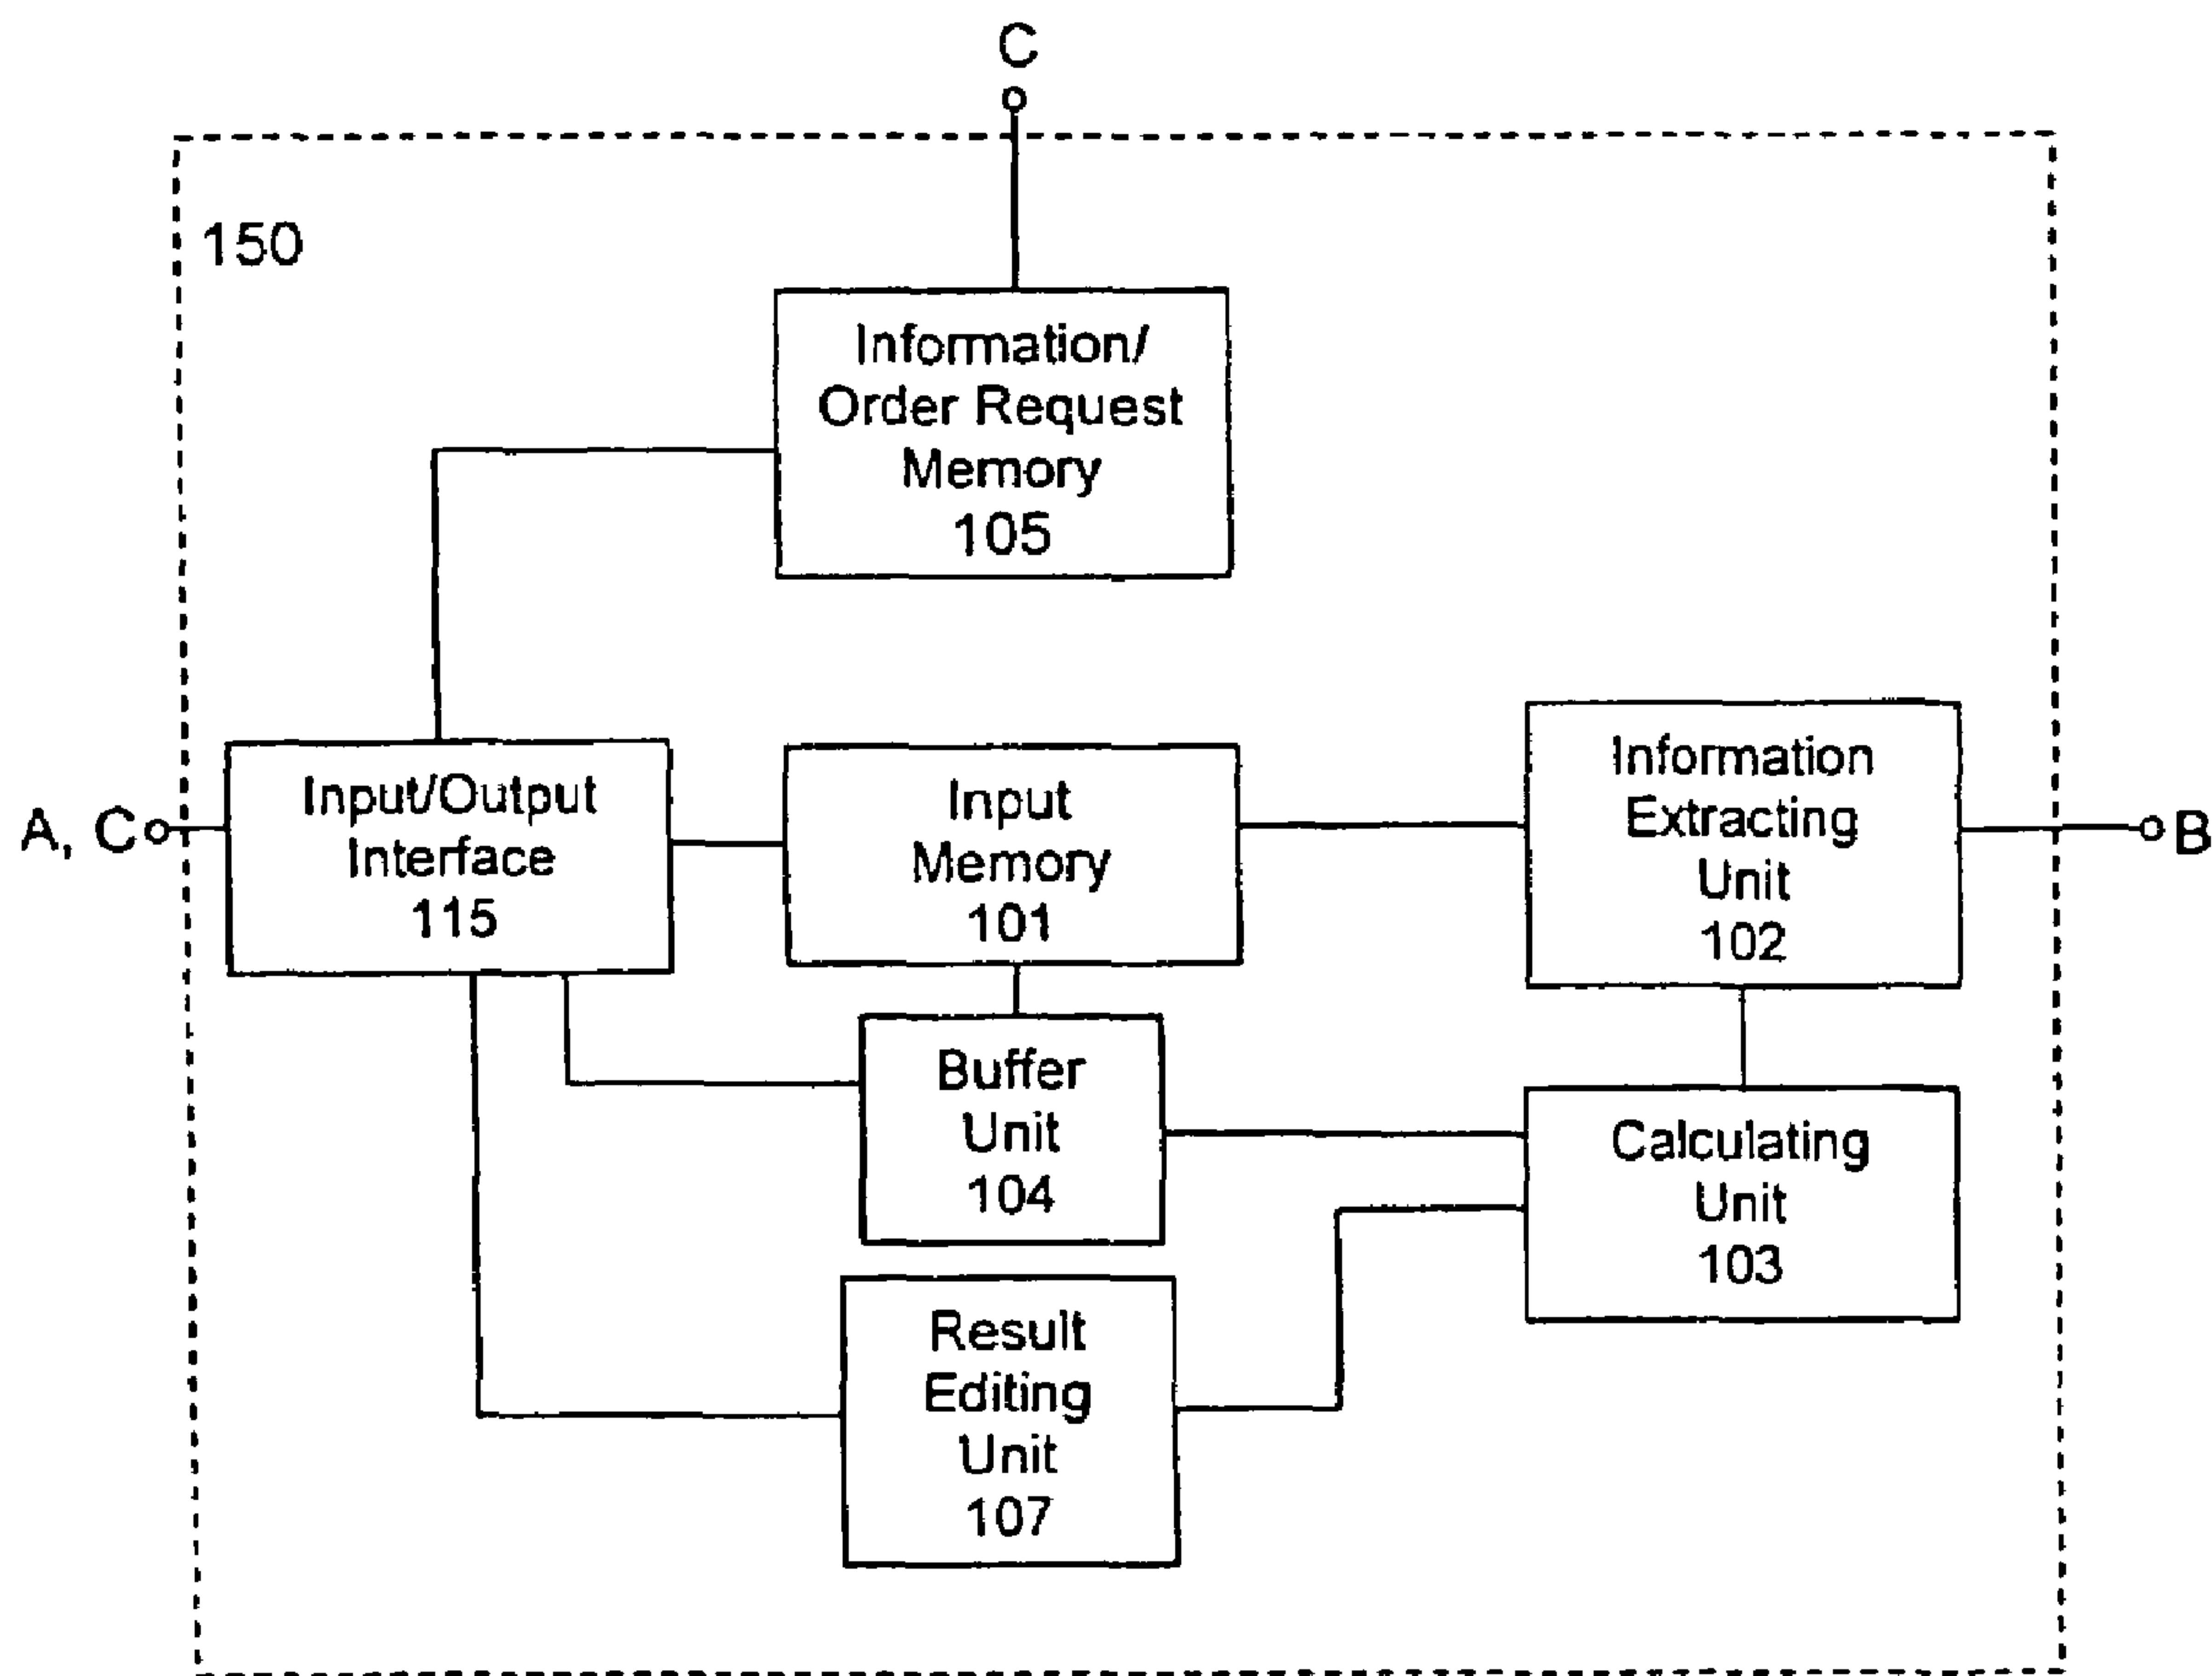 C
150
Information/
Order Request
Memory
105
A, C
Input/Output
Interface
115
Input
Memory
101
Information
Extracting
Unit
102
B
Buffer
Unit
104
Calculating
Unit
103
Result
Editing
Unit
107